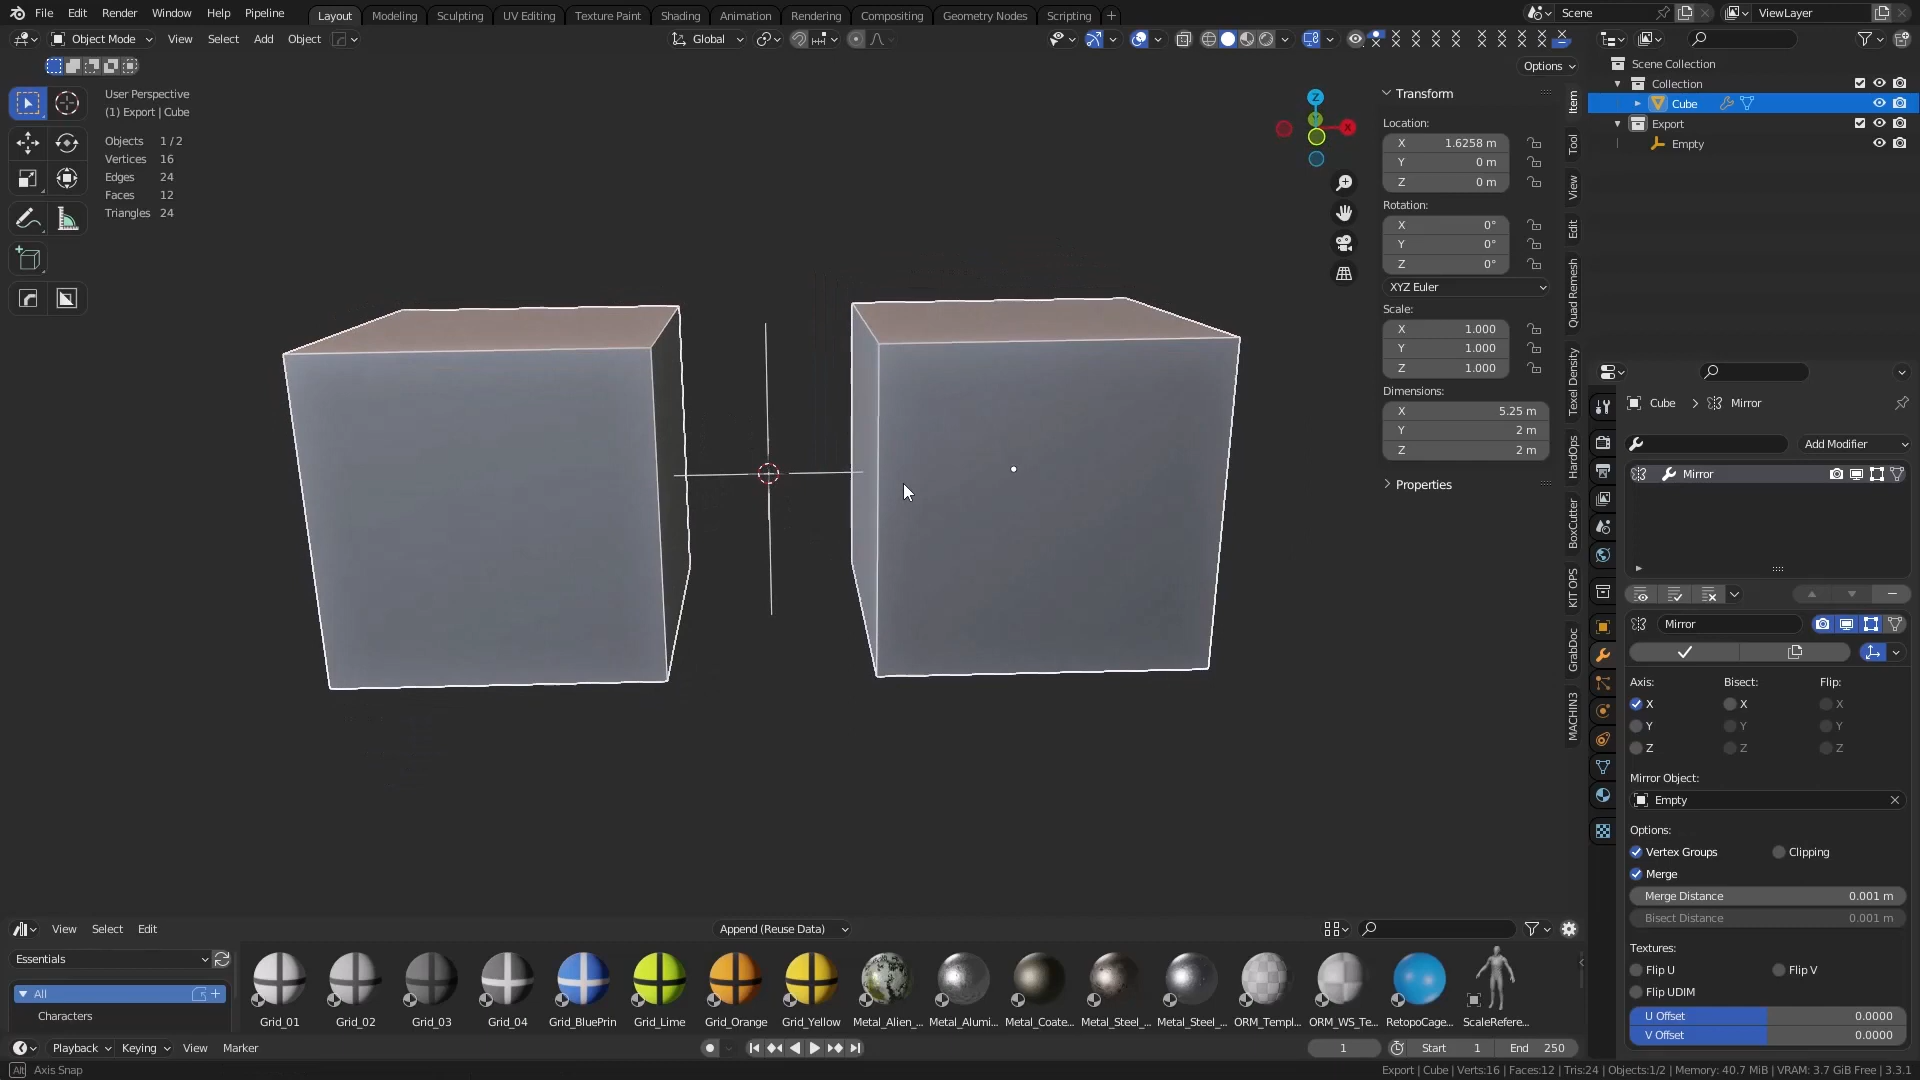 File Edit Render Window Help Pipeline Layout Modeling Sculpting UV Editing Texture Paint Shading Animation Rendering Compositing Geometry Nodes Scripting + Scene ViewLayer
Object Mode View Select Add Object Global
Options
User Perspective
(1) Export | Cube
Objects 1/2
Vertices 16
Edges 24
Faces 12
Triangles 24
Z
Y
X
Transform
Location:
X 1.6258 m
Y 0 m
Z 0 m
Rotation:
X 0°
Y 0°
Z 0°
XYZ Euler
Scale:
X 1.000
Y 1.000
Z 1.000
Dimensions:
X 5.25 m
Y 2 m
Z 2 m
Properties
Item
Tool
View
Edit
Quad Remesh
Texel Density
HardOps
BoxCutter
KIT OPS
GrabDoc
MACHIN3
Scene Collection
Collection
Cube
Export
Empty
Cube > Mirror
Add Modifier
Mirror
Mirror
Axis: Bisect: Flip:
X X X
Y Y Y
Z Z Z
Mirror Object:
Empty
Options:
Vertex Groups Clipping
Merge
Merge Distance 0.001 m
Bisect Distance 0.001 m
Textures:
Flip U Flip V
Flip UDIM
U Offset 0.0000
V Offset 0.0000
View Select Edit Append (Reuse Data)
Essentials
All
Characters
Grid_01 Grid_02 Grid_03 Grid_04 Grid_BluePrin Grid_Lime Grid_Orange Grid_Yellow Metal_Alien_... Metal_Alumi... Metal_Coate... Metal_Steel_... Metal_Steel_... ORM_Templ... ORM_WS_Te... RetopoCage... ScaleRefere...
Playback Keying View Marker 1 Start 1 End 250
Alt Axis Snap Export | Cube | Verts:16 | Faces:12 | Tris:24 | Objects:1/2 | Memory: 40.7 MiB | VRAM: 3.7 GiB Free | 3.3.1